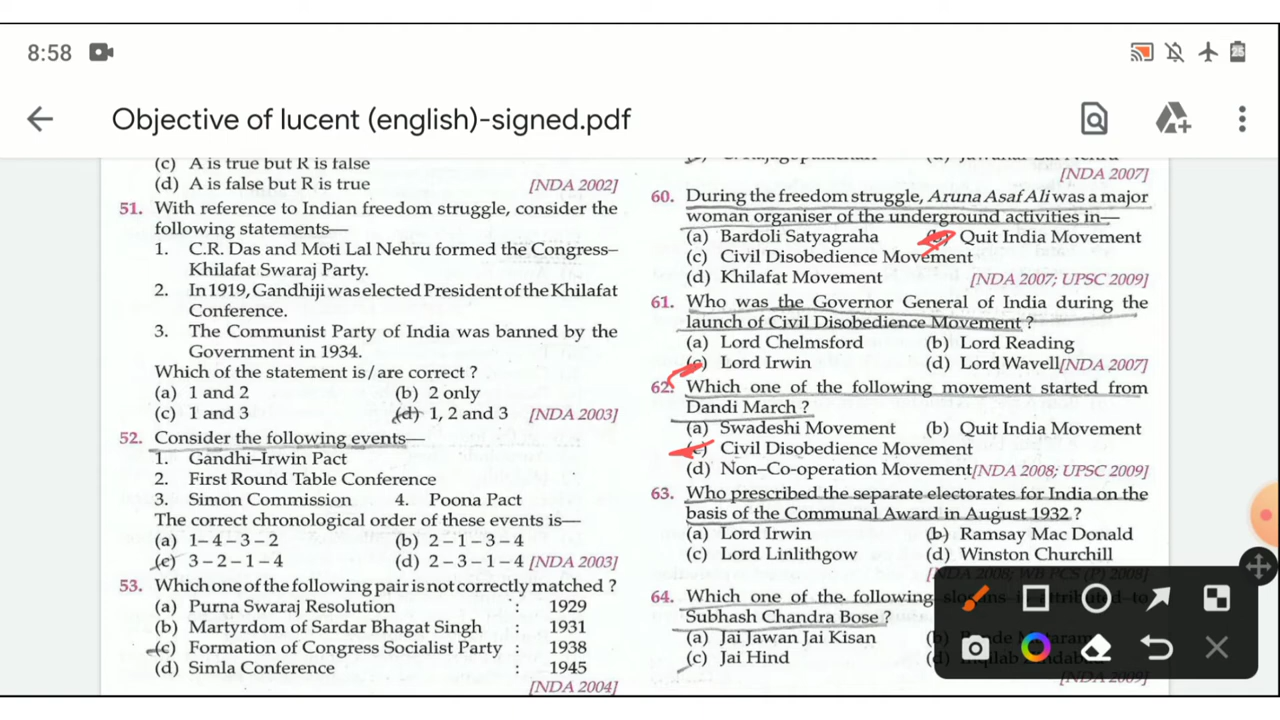 8:58
25
Objective of lucent (english)-signed.pdf
(c) A is true but R is false
(d) A is false but R is true [NDA 2002]
51. With reference to Indian freedom struggle, consider the
following statements—
1. C.R. Das and Moti Lal Nehru formed the Congress–
Khilafat Swaraj Party.
2. In 1919, Gandhiji was elected President of the Khilafat
Conference.
3. The Communist Party of India was banned by the
Government in 1934.
Which of the statement is/are correct ?
(a) 1 and 2 (b) 2 only
(c) 1 and 3 (d) 1, 2 and 3 [NDA 2003]
52. Consider the following events—
1. Gandhi–Irwin Pact
2. First Round Table Conference
3. Simon Commission 4. Poona Pact
The correct chronological order of these events is—
(a) 1– 4 – 3 – 2 (b) 2 – 1 – 3 – 4
(c) 3 – 2 – 1 – 4 (d) 2 – 3 – 1 – 4 [NDA 2003]
53. Which one of the following pair is not correctly matched ?
(a) Purna Swaraj Resolution : 1929
(b) Martyrdom of Sardar Bhagat Singh : 1931
(c) Formation of Congress Socialist Party : 1938
(d) Simla Conference : 1945
[NDA 2004]
[NDA 2007]
60. During the freedom struggle, Aruna Asaf Ali was a major
woman organiser of the underground activities in—
(a) Bardoli Satyagraha Quit India Movement
(c) Civil Disobedience Movement
(d) Khilafat Movement [NDA 2007; UPSC 2009]
61. Who was the Governor General of India during the
launch of Civil Disobedience Movement ?
(a) Lord Chelmsford (b) Lord Reading
(c) Lord Irwin (d) Lord Wavell [NDA 2007]
62. Which one of the following movement started from
Dandi March ?
(a) Swadeshi Movement (b) Quit India Movement
(c) Civil Disobedience Movement
(d) Non–Co-operation Movement [NDA 2008; UPSC 2009]
63. Who prescribed the separate electorates for India on the
basis of the Communal Award in August 1932 ?
(a) Lord Irwin (b) Ramsay Mac Donald
(c) Lord Linlithgow (d) Winston Churchill
[NDA 2008; WB PCS (P) 2008]
64. Which one of the following slogans is attributed to
Subhash Chandra Bose ?
(a) Jai Jawan Jai Kisan (b)
(c) Jai Hind (d)
[NDA 2009]